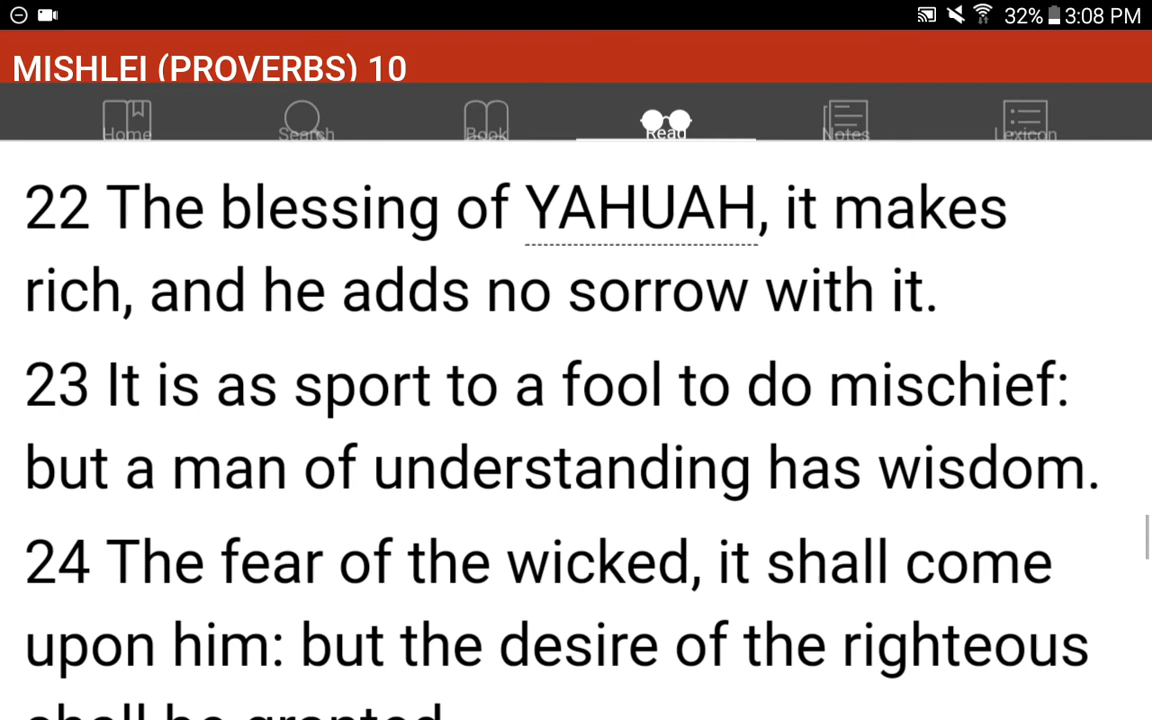 32% 3:08 PM
MISHLEI (PROVERBS) 10
Home Search Book Read Notes Lexicon
22 The blessing of YAHUAH, it makes
rich, and he adds no sorrow with it.
23 It is as sport to a fool to do mischief:
but a man of understanding has wisdom.
24 The fear of the wicked, it shall come
upon him: but the desire of the righteous
shall be granted.